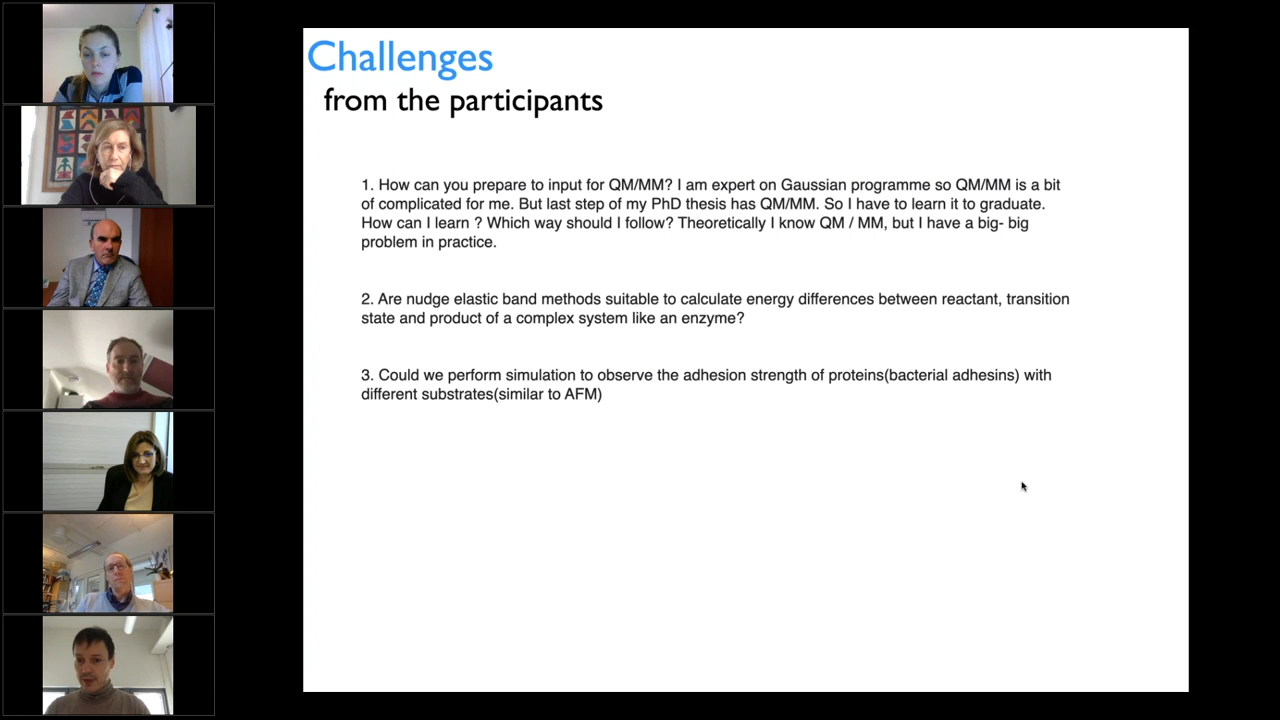 Challenges
from the participants
1. How can you prepare to input for QM/MM? I am expert on Gaussian programme so QM/MM is a bit
of complicated for me. But last step of my PhD thesis has QM/MM. So I have to learn it to graduate.
How can I learn ? Which way should I follow? Theoretically I know QM / MM, but I have a big- big
problem in practice.
2. Are nudge elastic band methods suitable to calculate energy differences between reactant, transition
state and product of a complex system like an enzyme?
3. Could we perform simulation to observe the adhesion strength of proteins(bacterial adhesins) with
different substrates(similar to AFM)